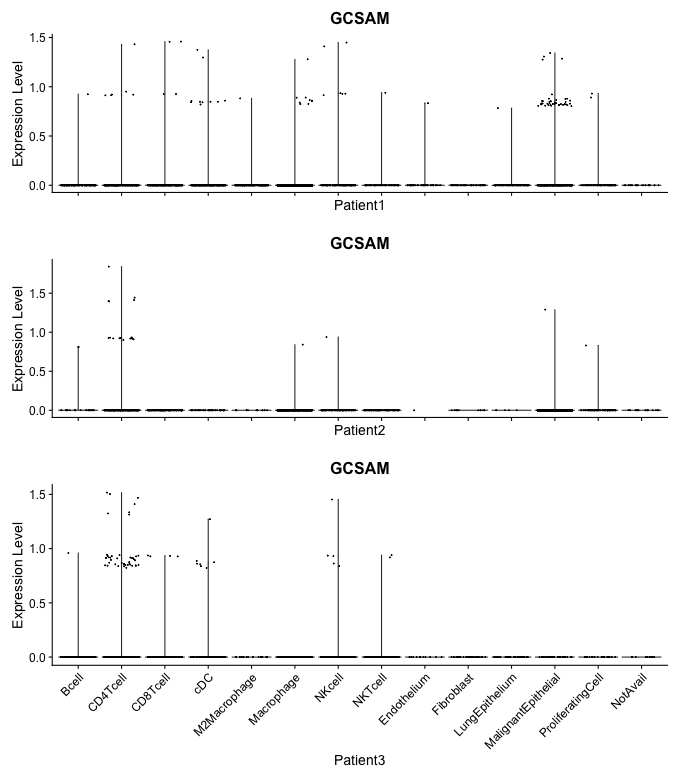 GCSAM
1.5
1.0
0.5
0.0
Expression Level
Patient1
GCSAM
1.5
1.0
0.5
0.0
Expression Level
Patient2
GCSAM
1.5
1.0
0.5
0.0
Expression Level
Bcell
CD4Tcell
CD8Tcell
cDC
M2Macrophage
Macrophage
NKcell
NKTcell
Endothelium
Fibroblast
LungEpithelium
MalignantEpithelial
ProliferatingCell
NotAvail
Patient3